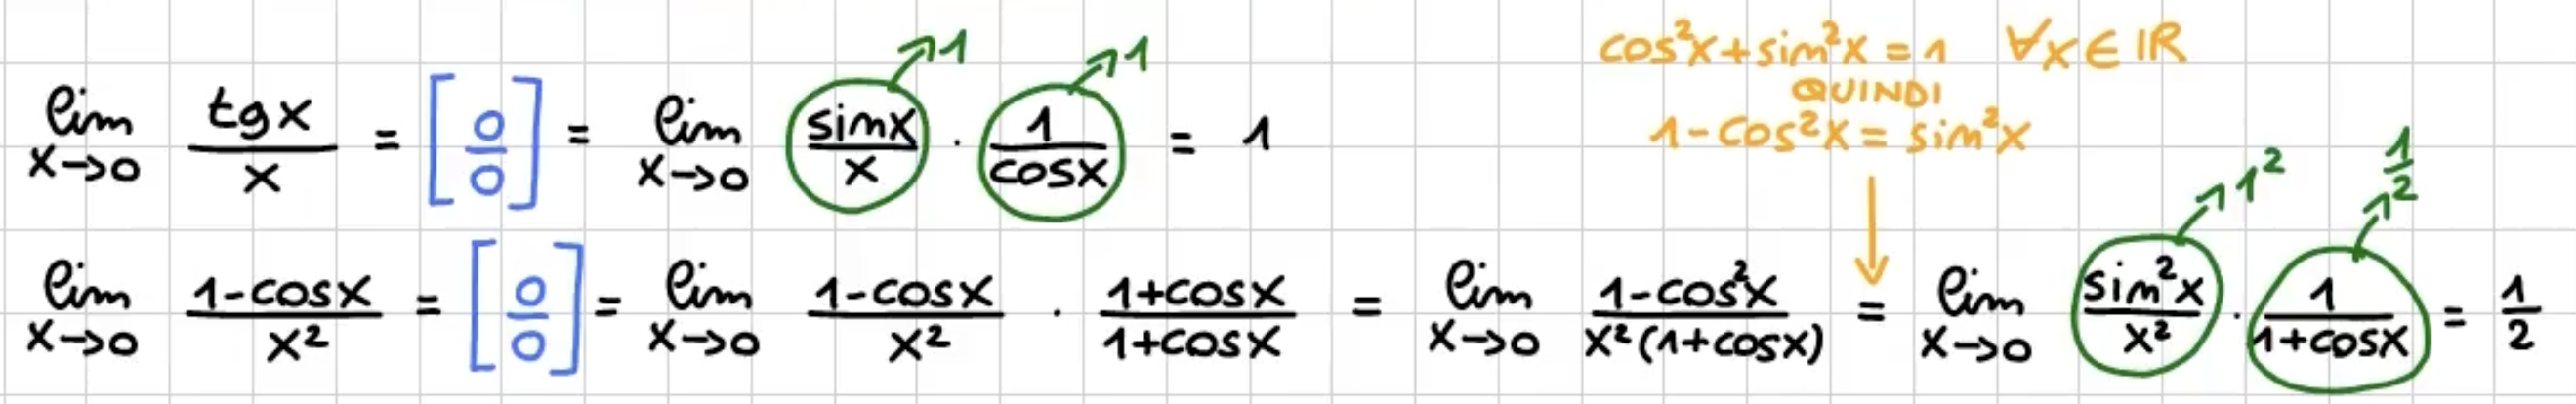 cos²x + sin²x = 1 ∀x ∈ ℝ
QUINDI
1 - cos²x = sin²x
lim x→0 tgx/x = [0/0] = lim x→0 sinx/x · 1/cosx = 1
1
1
lim x→0 (1-cosx)/x² = [0/0] = lim x→0 (1-cosx)/x² · (1+cosx)/(1+cosx) = lim x→0 (1-cos²x)/(x²(1+cosx)) = lim x→0 sin²x/x² · 1/(1+cosx) = 1/2
1²
1/2